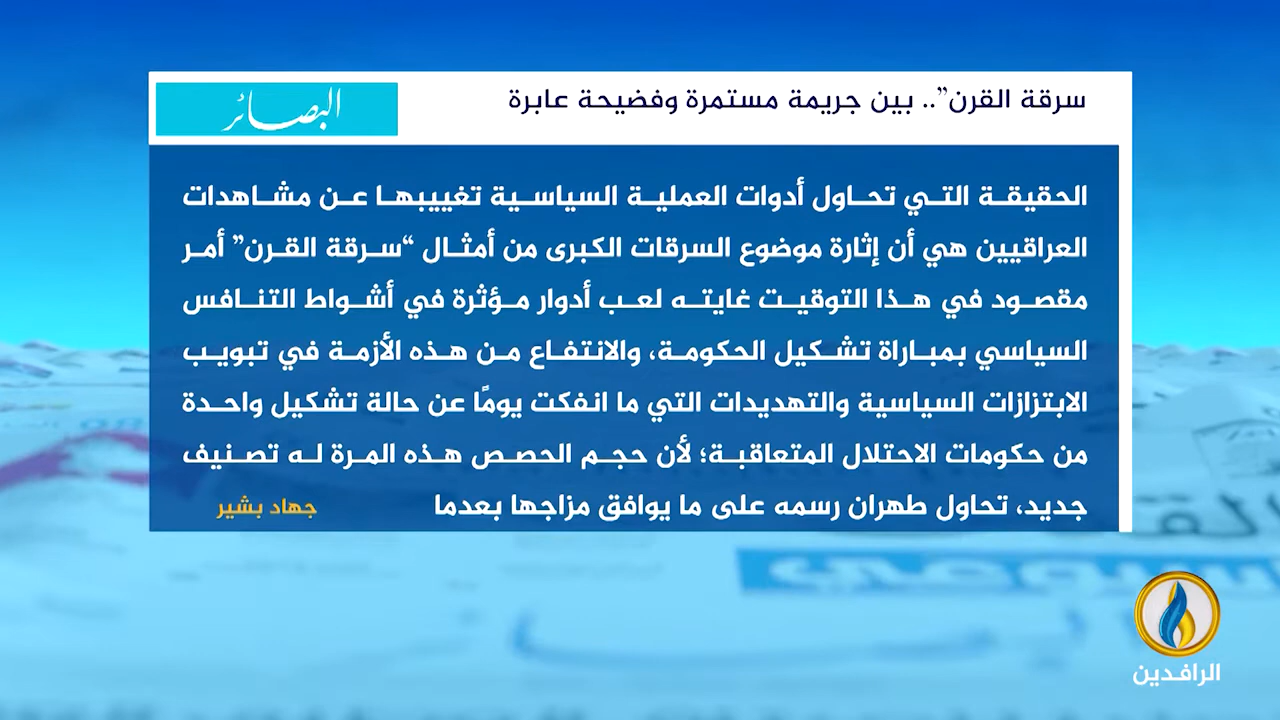 سرقة القرن”.. بين جريمة مستمرة وفضيحة عابرة
البصائر
الحقيقة التي تحاول أدوات العملية السياسية تغييبها عن مشاهدات
العراقيين هي أن إثارة موضوع السرقات الكبرى من أمثال “سرقة القرن” أمر
مقصود في هذا التوقيت غايته لعب أدوار مؤثرة في أشواط التنافس
السياسي بمباراة تشكيل الحكومة، والانتفاع من هذه الأزمة في تبويب
الابتزازات السياسية والتهديدات التي ما انفكت يومًا عن حالة تشكيل واحدة
من حكومات الاحتلال المتعاقبة؛ لأن حجم الحصص هذه المرة له تصنيف
جديد، تحاول طهران رسمه على ما يوافق مزاجها بعدما
جهاد بشير
الرافدين